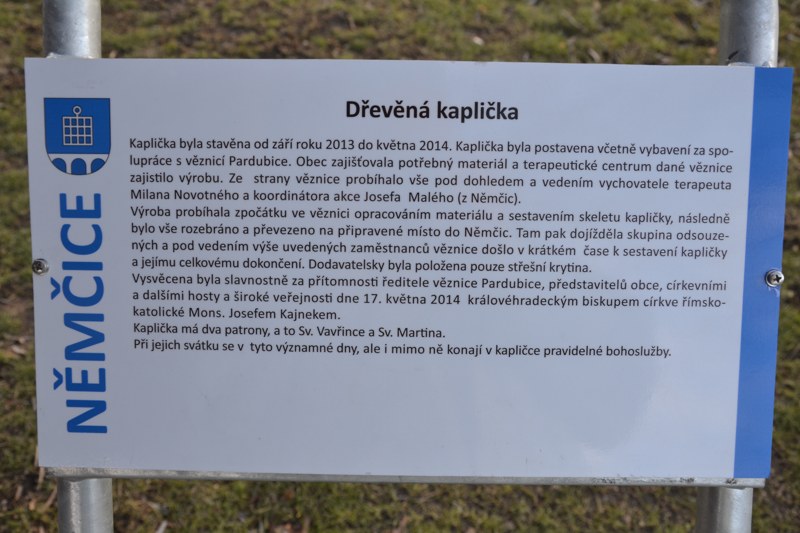 Dřevěná kaplička
Kaplička byla stavěna od září roku 2013 do května 2014. Kaplička byla postavena včetně vybavení za spo-
lupráce s věznicí Pardubice. Obec zajišťovala potřebný materiál a terapeutické centrum dané věznice
zajistilo výrobu. Ze strany věznice probíhalo vše pod dohledem a vedením vychovatele terapeuta
Milana Novotného a koordinátora akce Josefa Malého (z Němčic).
Výroba probíhala zpočátku ve věznici opracováním materiálu a sestavením skeletu kapličky, následně
bylo vše rozebráno a převezeno na připravené místo do Němčic. Tam pak dojížděla skupina odsouze-
ných a pod vedením výše uvedených zaměstnanců věznice došlo v krátkém čase k sestavení kapličky
a jejímu celkovému dokončení. Dodavatelsky byla položena pouze střešní krytina.
Vysvěcena byla slavnostně za přítomnosti ředitele věznice Pardubice, představitelů obce, církevními
a dalšími hosty a široké veřejnosti dne 17. května 2014 královéhradeckým biskupem církve římsko-
katolické Mons. Josefem Kajnekem.
Kaplička má dva patrony, a to Sv. Vavřince a Sv. Martina.
Při jejich svátku se v tyto významné dny, ale i mimo ně konají v kapličce pravidelné bohoslužby.
NĚMČICE